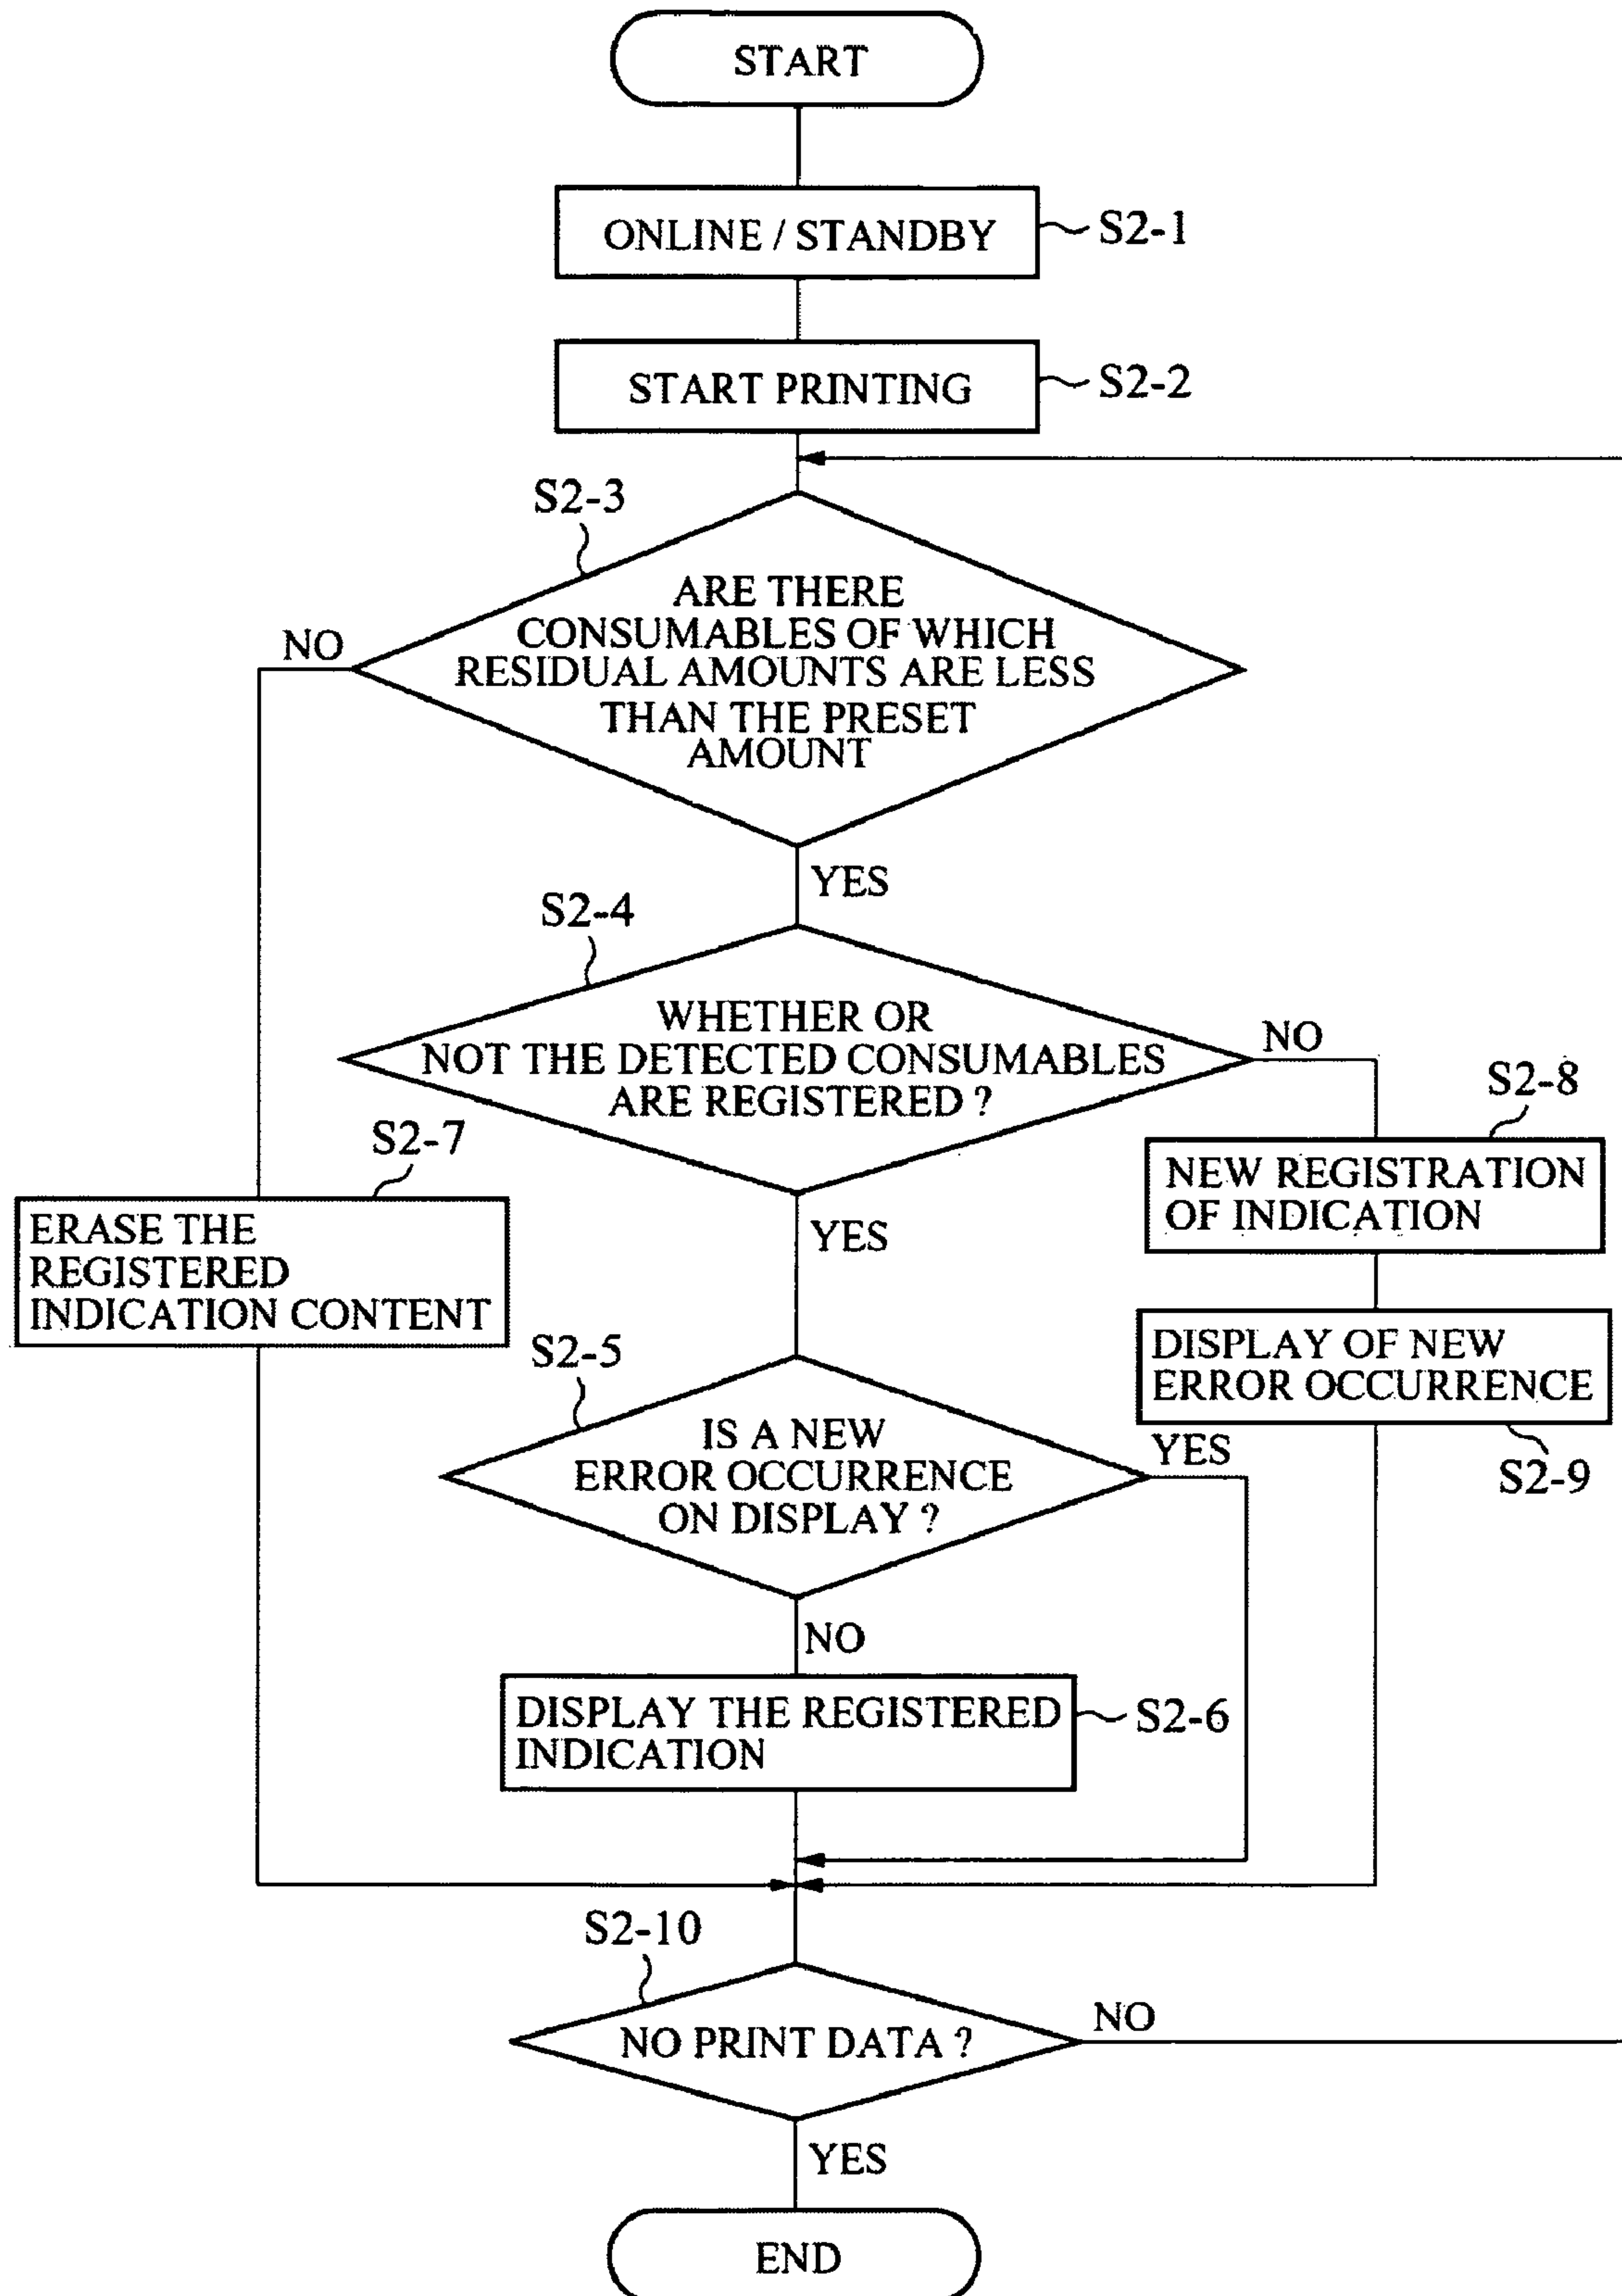 START
ONLINE / STANDBY
S2-1
START PRINTING
S2-2
S2-3
ARE THERE
CONSUMABLES OF WHICH
RESIDUAL AMOUNTS ARE LESS
THAN THE PRESET
AMOUNT
NO
YES
S2-4
WHETHER OR
NOT THE DETECTED CONSUMABLES
ARE REGISTERED ?
NO
YES
S2-8
NEW REGISTRATION
OF INDICATION
S2-7
ERASE THE
REGISTERED
INDICATION CONTENT
DISPLAY OF NEW
ERROR OCCURRENCE
S2-9
S2-5
IS A NEW
ERROR OCCURRENCE
ON DISPLAY ?
YES
NO
DISPLAY THE REGISTERED
INDICATION
S2-6
S2-10
NO PRINT DATA ?
NO
YES
END